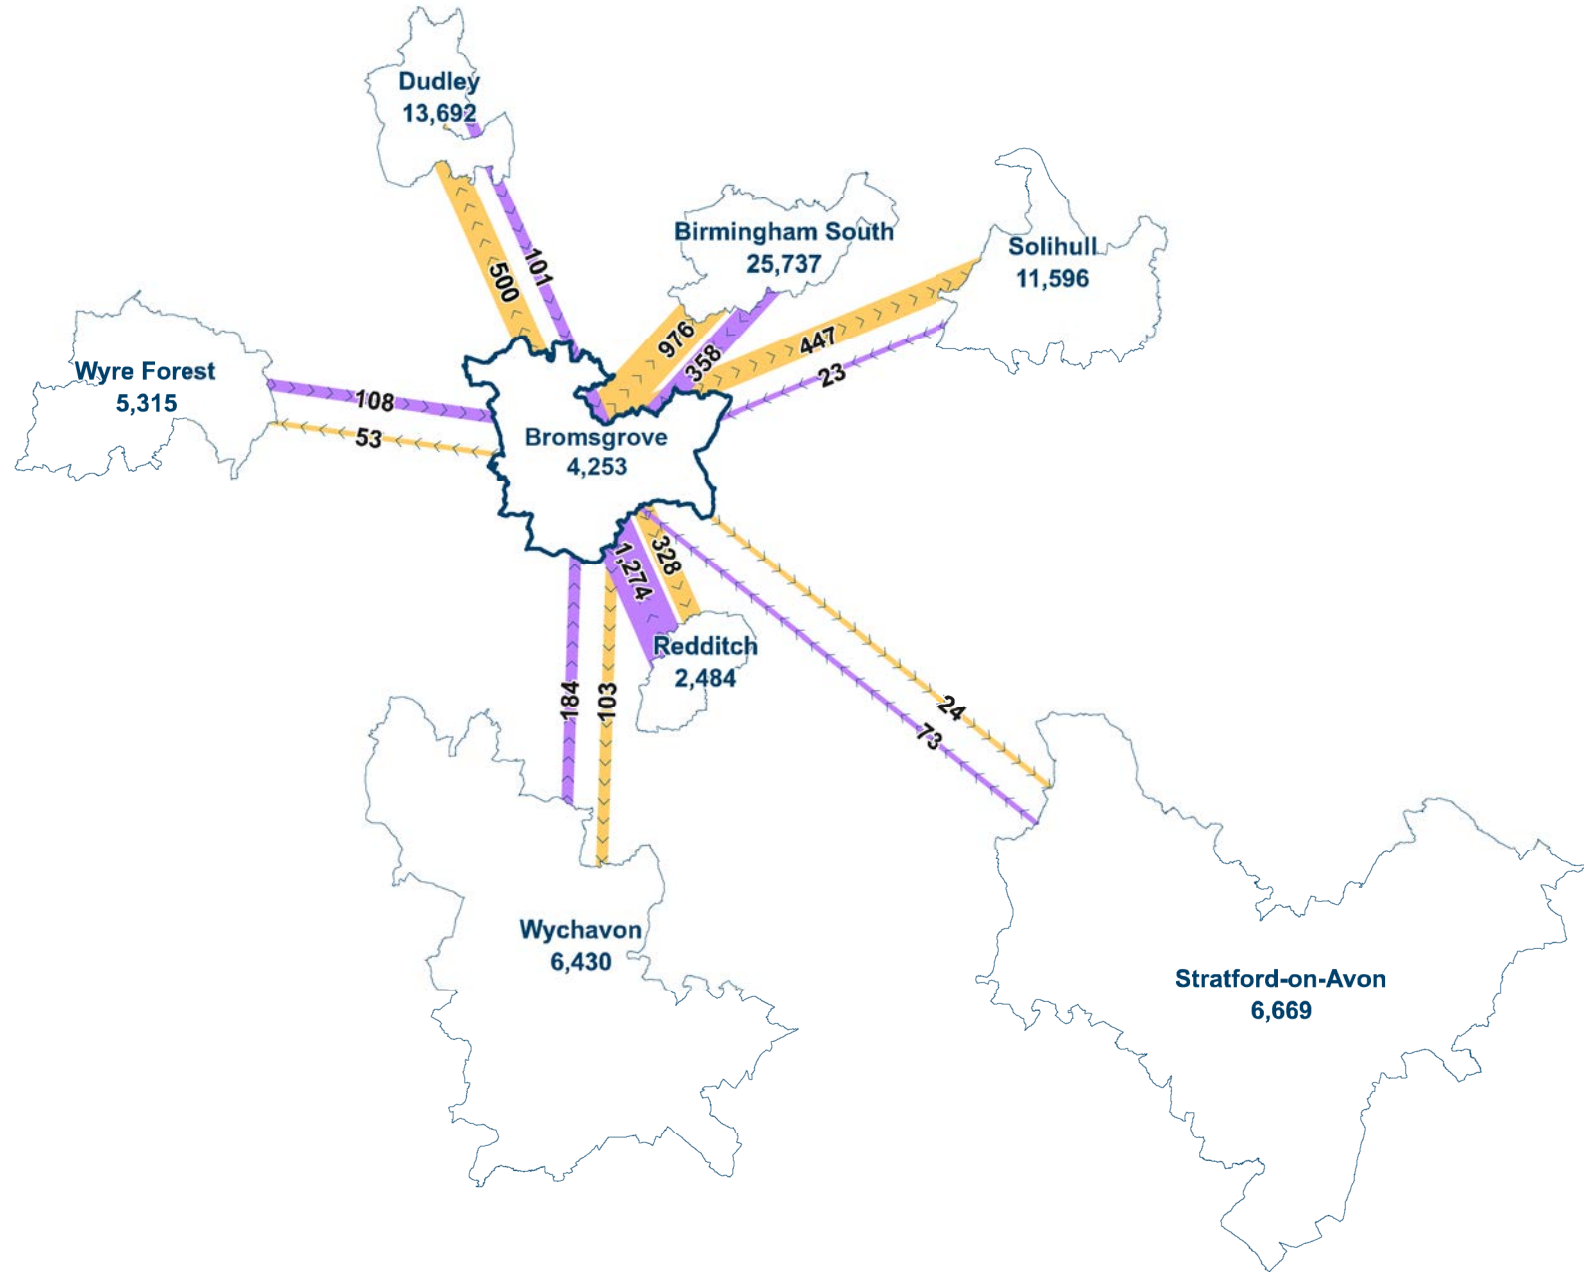 Dudley
13,692
Birmingham South
25,737
Solihull
11,596
500
101
976
358
447
23
Wyre Forest
5,315
108
53
Bromsgrove
4,253
1,274
328
Redditch
2,484
184
103
24
73
Wychavon
6,430
Stratford-on-Avon
6,669